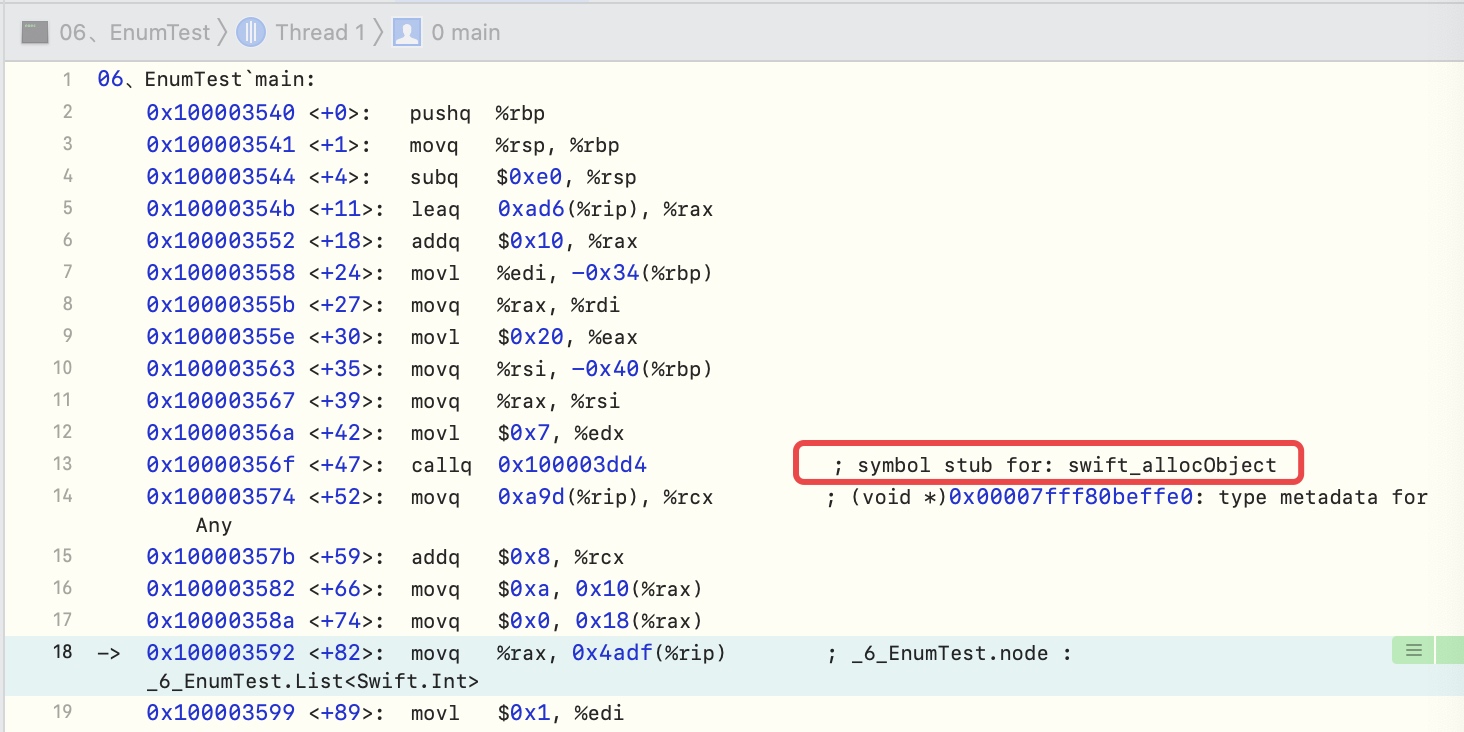 06、EnumTest 〉 Thread 1 〉 0 main
1 06、EnumTest`main:
2 0x100003540 <+0>: pushq %rbp
3 0x100003541 <+1>: movq %rsp, %rbp
4 0x100003544 <+4>: subq $0xe0, %rsp
5 0x10000354b <+11>: leaq 0xad6(%rip), %rax
6 0x100003552 <+18>: addq $0x10, %rax
7 0x100003558 <+24>: movl %edi, -0x34(%rbp)
8 0x10000355b <+27>: movq %rax, %rdi
9 0x10000355e <+30>: movl $0x20, %eax
10 0x100003563 <+35>: movq %rsi, -0x40(%rbp)
11 0x100003567 <+39>: movq %rax, %rsi
12 0x10000356a <+42>: movl $0x7, %edx
13 0x10000356f <+47>: callq 0x100003dd4 ; symbol stub for: swift_allocObject
14 0x100003574 <+52>: movq 0xa9d(%rip), %rcx ; (void *)0x00007fff80beffe0: type metadata for
Any
15 0x10000357b <+59>: addq $0x8, %rcx
16 0x100003582 <+66>: movq $0xa, 0x10(%rax)
17 0x10000358a <+74>: movq $0x0, 0x18(%rax)
18 -> 0x100003592 <+82>: movq %rax, 0x4adf(%rip) ; _6_EnumTest.node :
_6_EnumTest.List<Swift.Int>
19 0x100003599 <+89>: movl $0x1, %edi